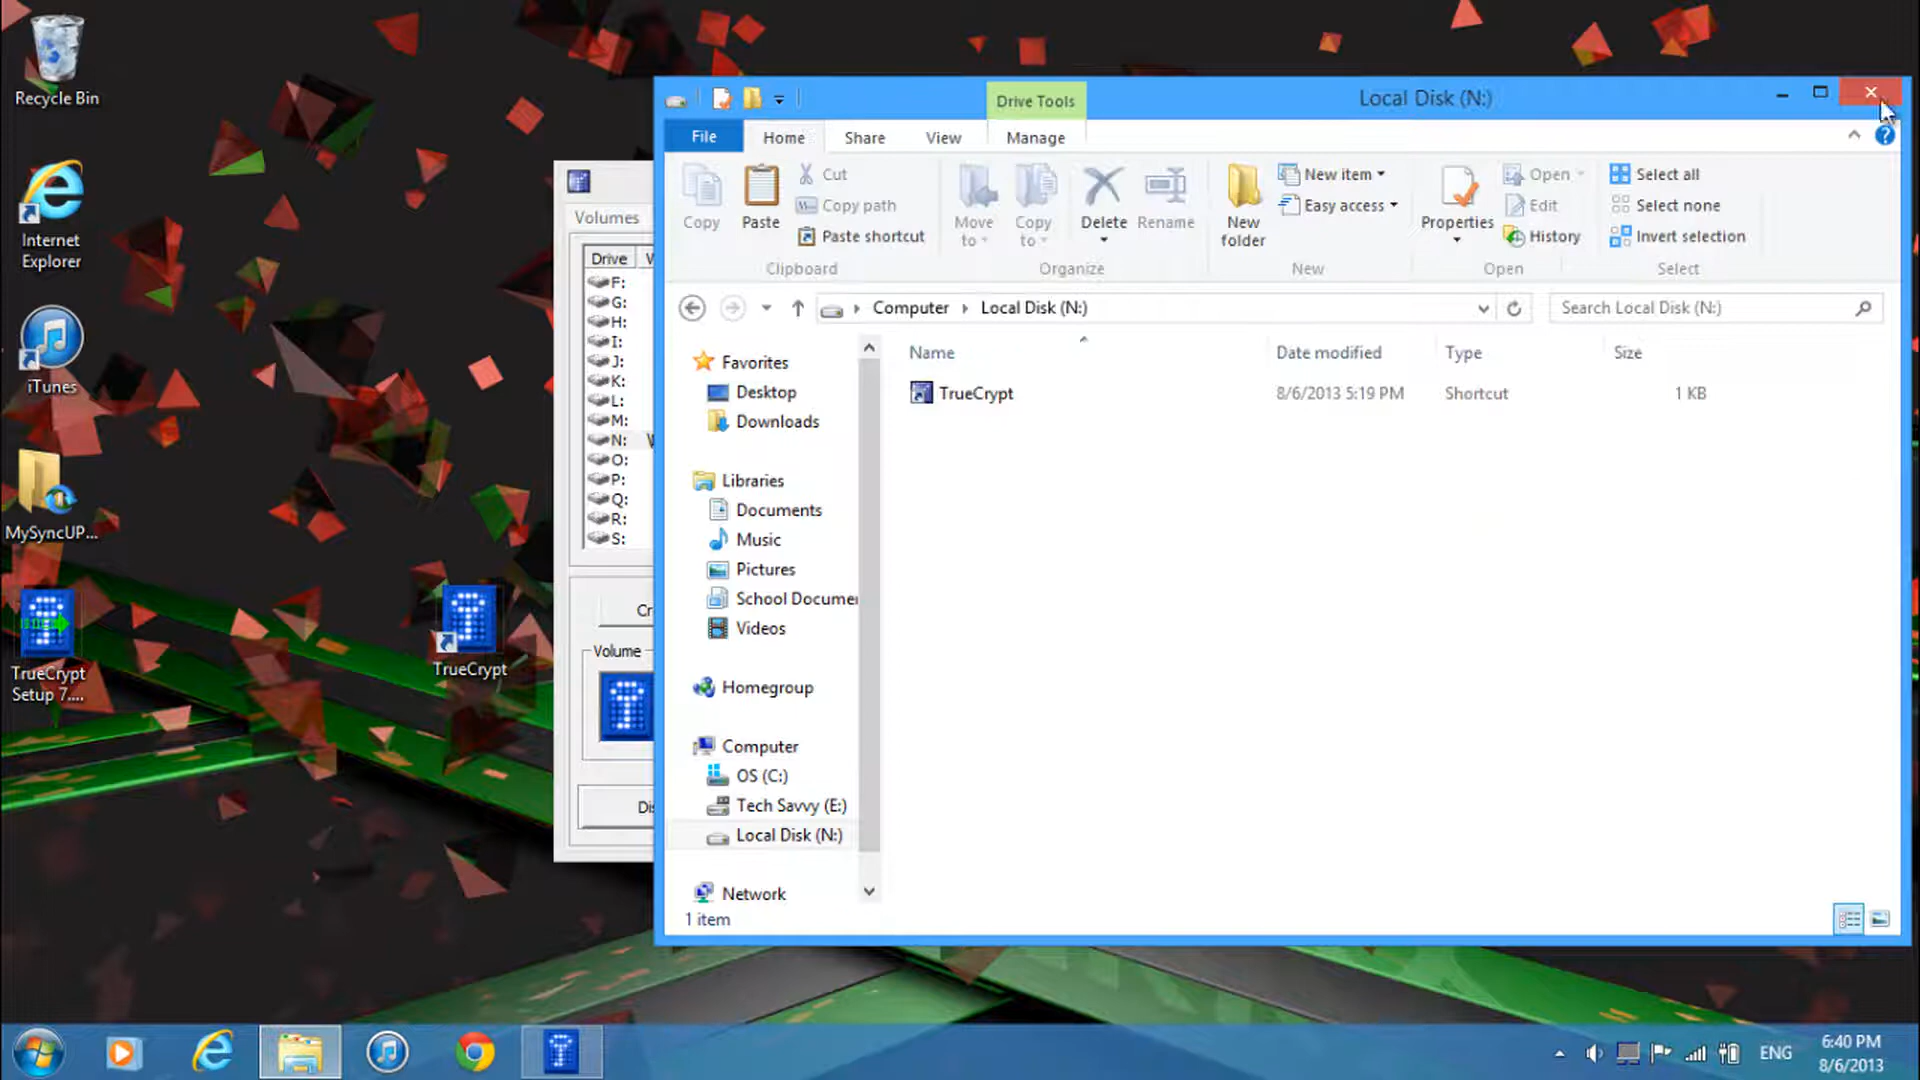 Recycle Bin
Internet
Explorer
iTunes
MySyncUP...
TrueCrypt
Setup 7....
TrueCrypt
Volumes
Drive
F:
G:
H:
I:
J:
K:
L:
M:
N:
O:
P:
Q:
R:
S:
Volume
Drive Tools
Local Disk (N:)
File
Home
Share
View
Manage
Copy
Paste
Cut
Copy path
Paste shortcut
Clipboard
Move
to
Copy
to
Delete
Rename
Organize
New
folder
New item
Easy access
New
Properties
Open
Edit
History
Open
Select all
Select none
Invert selection
Select
Computer
Local Disk (N:)
Search Local Disk (N:)
Favorites
Desktop
Downloads
Libraries
Documents
Music
Pictures
School Documen
Videos
Homegroup
Computer
OS (C:)
Tech Savvy (E:)
Local Disk (N:)
Network
Name
Date modified
Type
Size
TrueCrypt
8/6/2013 5:19 PM
Shortcut
1 KB
1 item
ENG
6:40 PM
8/6/2013